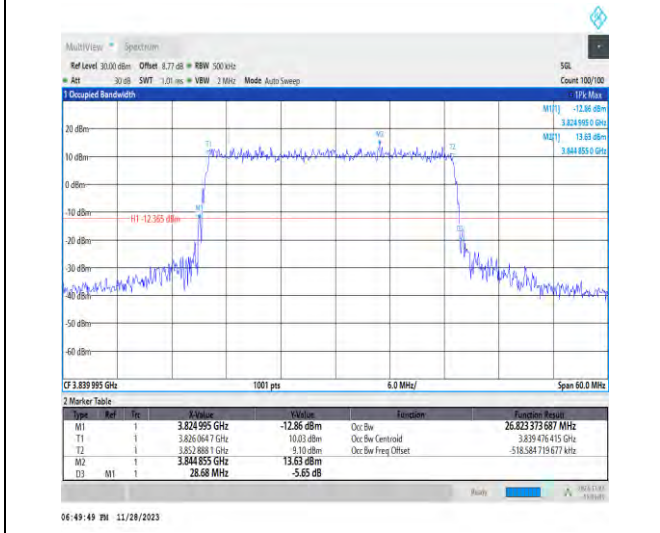 MultiView Spectrum
Ref Level 30.00 dBm Offset 8.77 dB RBW 500 kHz SGL
Att 30 dB SWT 1.01 ms VBW 2 MHz Mode Auto Sweep Count 100/100
1 Occupied Bandwidth 1Pk Max
M1[1] -12.86 dBm
3.824 995 0 GHz
M2[1] 13.63 dBm
3.844 855 0 GHz
20 dBm
T1 M2 T2
10 dBm
0 dBm
-10 dBm M1
H1 -12.365 dBm
-20 dBm D3
-30 dBm
-40 dBm
-50 dBm
-60 dBm
CF 3.839 995 GHz 1001 pts 6.0 MHz/ Span 60.0 MHz
2 Marker Table
Type Ref Trc X-Value Y-Value Function Function Result
M1 1 3.824 995 GHz -12.86 dBm Occ Bw 26.823 373 687 MHz
T1 1 3.826 064 7 GHz 10.03 dBm Occ Bw Centroid 3.839 476 415 GHz
T2 1 3.852 888 1 GHz 9.10 dBm Occ Bw Freq Offset -518.584 719 677 kHz
M2 1 3.844 855 GHz 13.63 dBm
D3 M1 1 28.68 MHz -5.65 dB
Ready
06:49:49 PM 11/28/2023